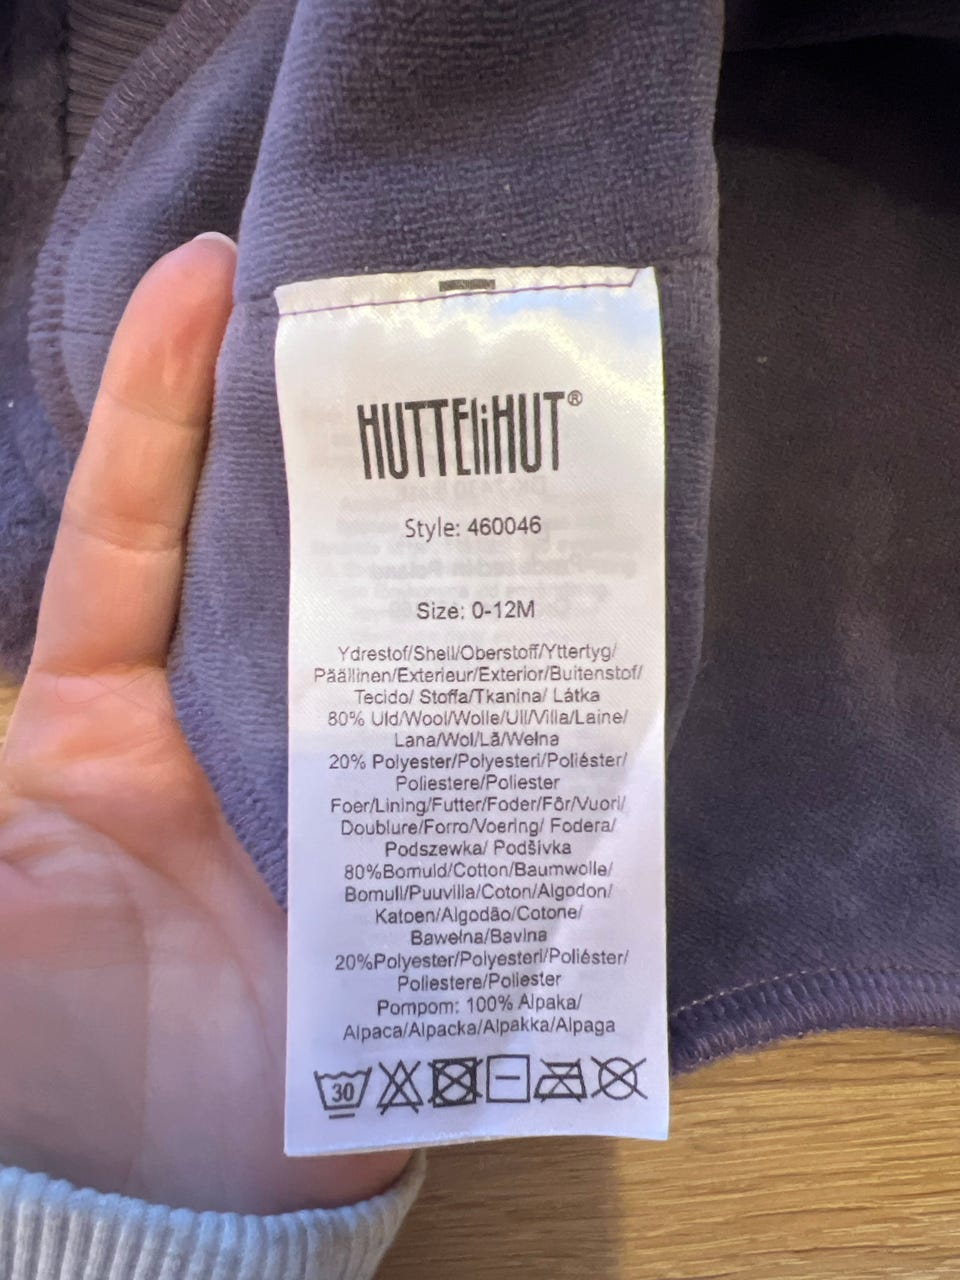 HUTTEliHUT®
Style: 460046
Size: 0-12M
Ydrestof/Shell/Oberstoff/Yttertyg/
Päällinen/Exterieur/Exterior/Buitenstof/
Tecido/ Stoffa/Tkanina/ Látka
80% Uld/Wool/Wolle/Ull/Villa/Laine/
Lana/Wol/Lã/Wełna
20% Polyester/Polyesteri/Poliéster/
Poliestere/Poliester
Foer/Lining/Futter/Foder/Fôr/Vuori/
Doublure/Forro/Voering/ Fodera/
Podszewka/ Podšívka
80%Bomuld/Cotton/Baumwolle/
Bomull/Puuvilla/Coton/Algodon/
Katoen/Algodão/Cotone/
Bawełna/Bavlna
20%Polyester/Polyesteri/Poliéster/
Poliestere/Poliester
Pompom: 100% Alpaka/
Alpaca/Alpacka/Alpakka/Alpaga
30